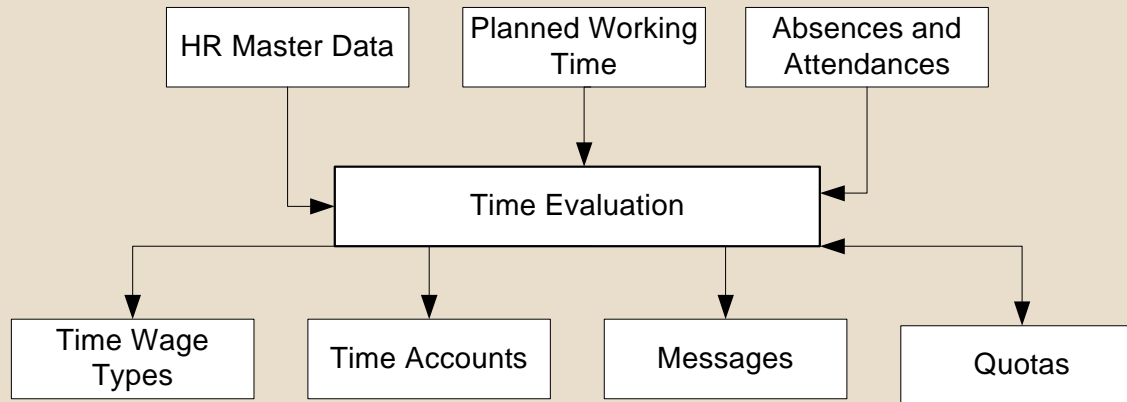 HR Master Data
Planned Working
Time
Absences and
Attendances
Time Evaluation
Time Wage
Types
Time Accounts
Messages
Quotas